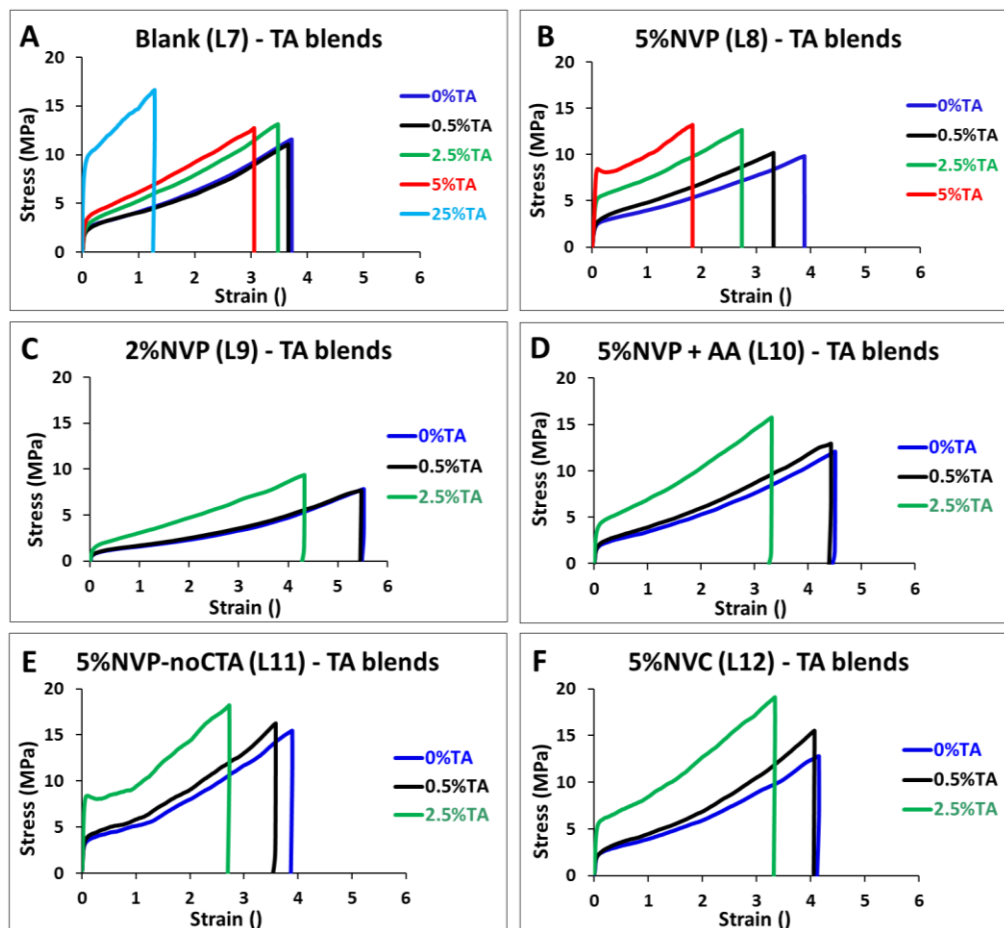 A
Blank (L7) - TA blends
Stress (MPa)
20
15
10
5
0
0 1 2 3 4 5 6
Strain ()
0%TA
0.5%TA
2.5%TA
5%TA
25%TA
B
5%NVP (L8) - TA blends
Stress (MPa)
20
15
10
5
0
0 1 2 3 4 5 6
Strain ()
0%TA
0.5%TA
2.5%TA
5%TA
C
2%NVP (L9) - TA blends
Stress (MPa)
20
15
10
5
0
0 1 2 3 4 5 6
Strain ()
0%TA
0.5%TA
2.5%TA
D
5%NVP + AA (L10) - TA blends
Stress (MPa)
20
15
10
5
0
0 1 2 3 4 5 6
Strain ()
0%TA
0.5%TA
2.5%TA
E
5%NVP-noCTA (L11) - TA blends
Stress (MPa)
20
15
10
5
0
0 1 2 3 4 5 6
Strain ()
0%TA
0.5%TA
2.5%TA
F
5%NVC (L12) - TA blends
Stress (MPa)
20
15
10
5
0
0 1 2 3 4 5 6
Strain ()
0%TA
0.5%TA
2.5%TA